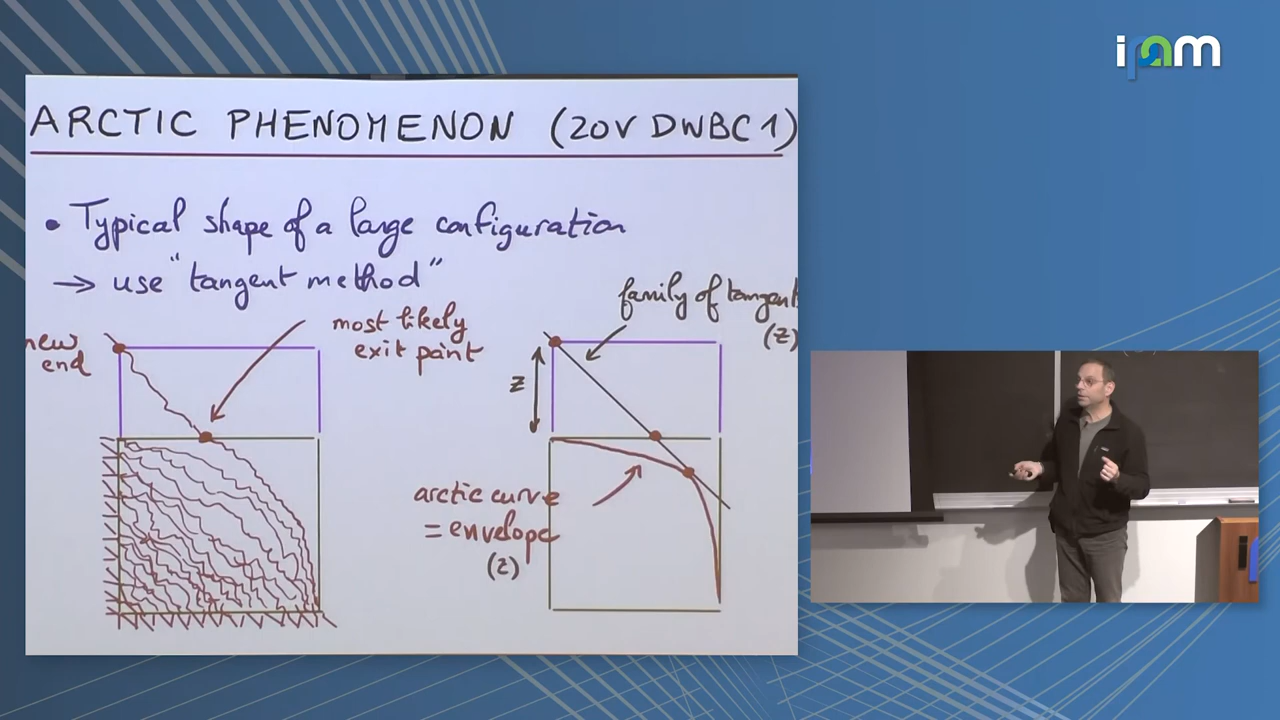 ipam
ARCTIC PHENOMENON (20V DWBC1)
• Typical shape of a large configuration
→ use "tangent method"
new
end
most likely
exit point
family of tangent
(z)
z
arctic curve
= envelope
(z)